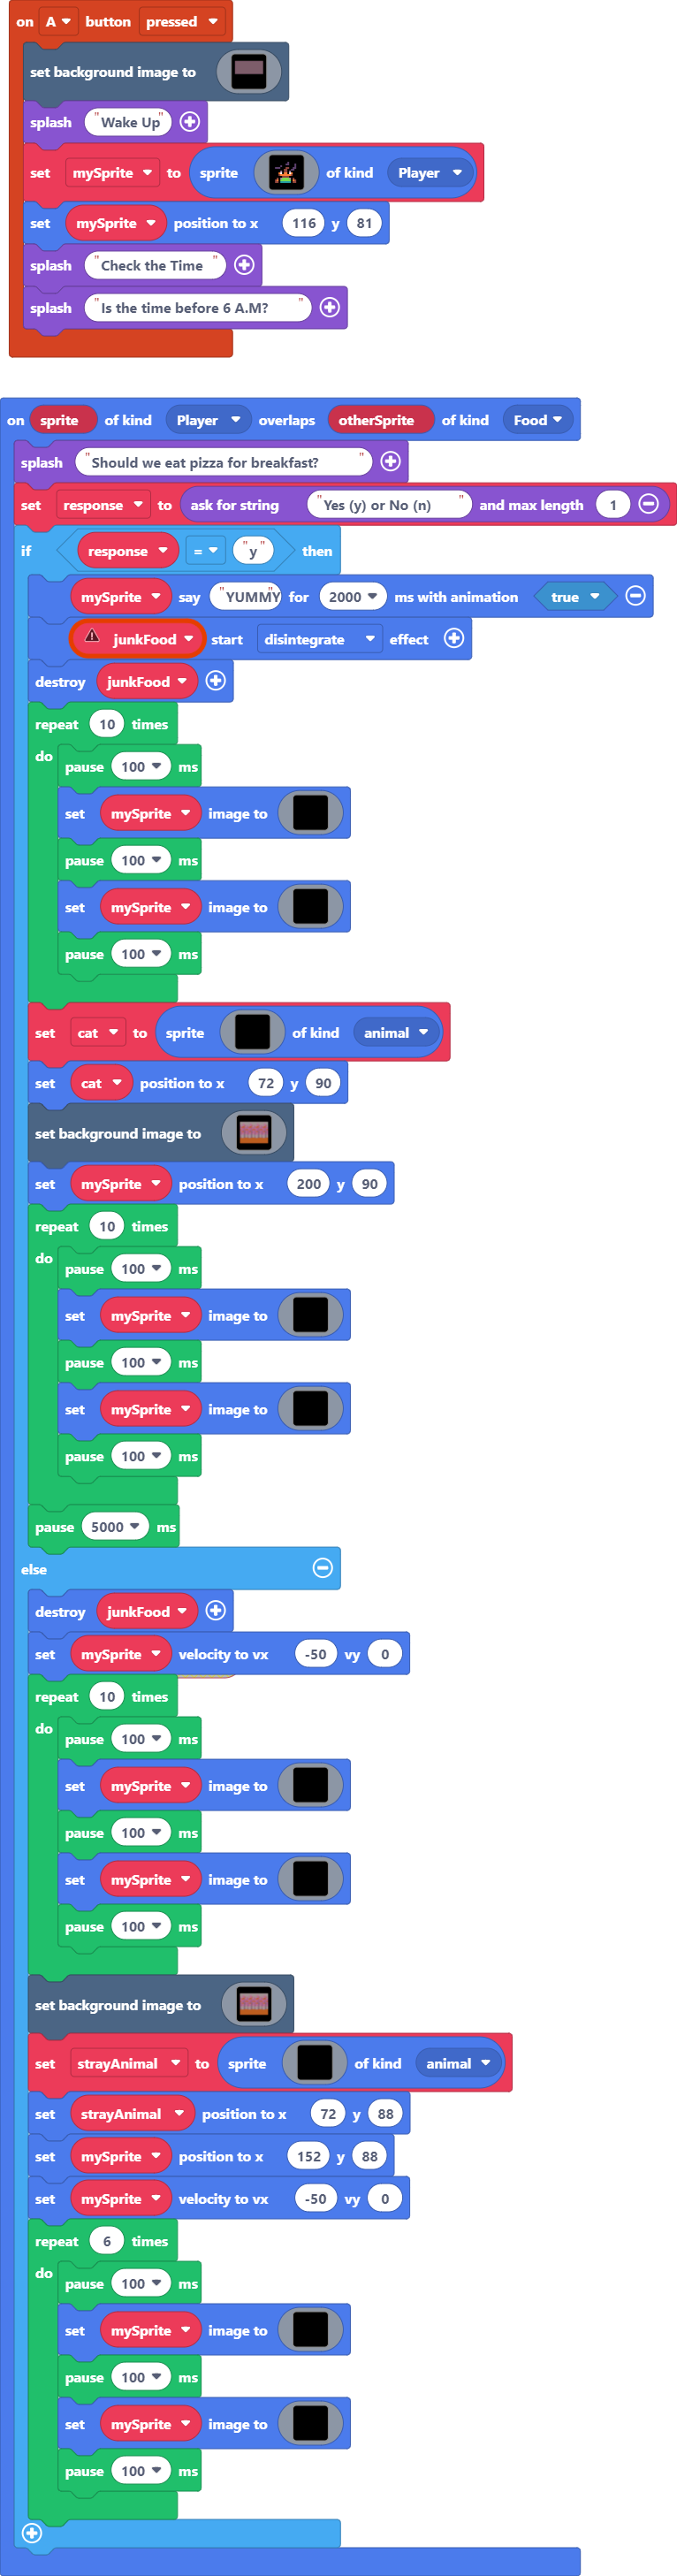 on A button pressed
set background image to
splash "Wake Up"
set mySprite to sprite of kind Player
set mySprite position to x 116 y 81
splash "Check the Time "
splash "Is the time before 6 A.M? "
on sprite of kind Player overlaps otherSprite of kind Food
splash "Should we eat pizza for breakfast? "
set response to ask for string "Yes (y) or No (n) " and max length 1
if response = "y" then
mySprite say "YUMMY" for 2000 ms with animation true
junkFood start disintegrate effect
destroy junkFood
repeat 10 times
do pause 100 ms
set mySprite image to
pause 100 ms
set mySprite image to
pause 100 ms
set cat to sprite of kind animal
set cat position to x 72 y 90
set background image to
set mySprite position to x 200 y 90
repeat 10 times
do pause 100 ms
set mySprite image to
pause 100 ms
set mySprite image to
pause 100 ms
pause 5000 ms
else
destroy junkFood
set mySprite velocity to vx -50 vy 0
repeat 10 times
do pause 100 ms
set mySprite image to
pause 100 ms
set mySprite image to
pause 100 ms
set background image to
set strayAnimal to sprite of kind animal
set strayAnimal position to x 72 y 88
set mySprite position to x 152 y 88
set mySprite velocity to vx -50 vy 0
repeat 6 times
do pause 100 ms
set mySprite image to
pause 100 ms
set mySprite image to
pause 100 ms